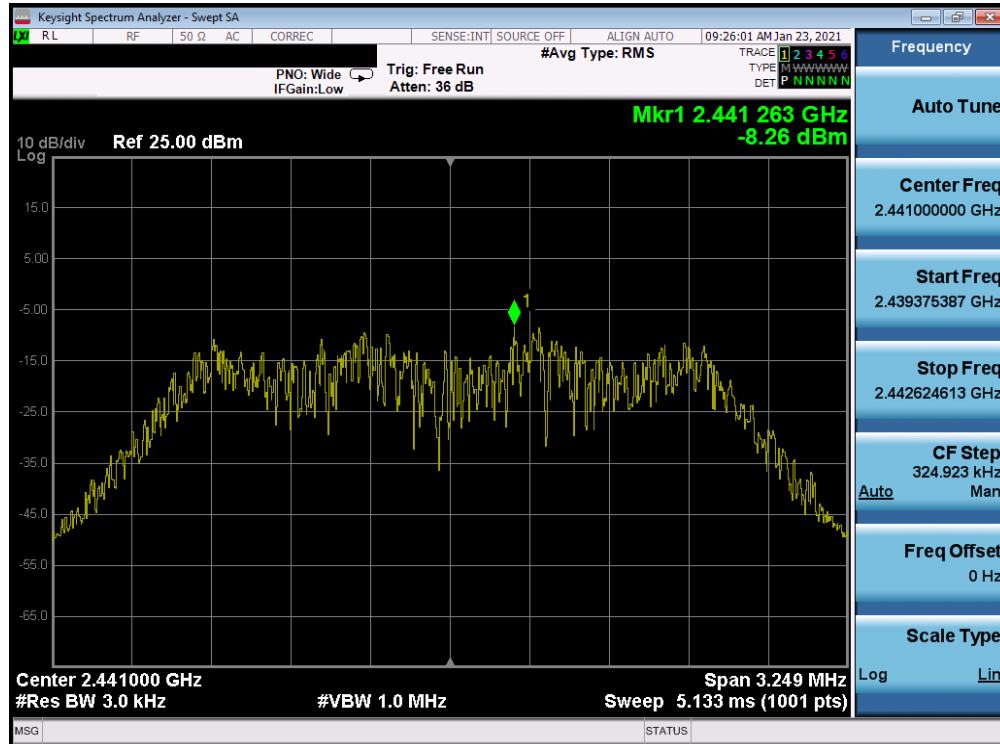 Keysight Spectrum Analyzer - Swept SA
LXI RL RF 50 Ω AC CORREC SENSE:INT SOURCE OFF ALIGN AUTO 09:26:01 AM Jan 23, 2021
#Avg Type: RMS
TRACE 1 2 3 4 5 6
PNO: Wide Trig: Free Run
TYPE M W W W W W
IFGain:Low Atten: 36 dB
DET P N N N N N
Mkr1 2.441 263 GHz
-8.26 dBm
10 dB/div Ref 25.00 dBm
Log
15.0
5.00
1
-5.00
-15.0
-25.0
-35.0
-45.0
-55.0
-65.0
Center 2.441000 GHz Span 3.249 MHz
#Res BW 3.0 kHz #VBW 1.0 MHz Sweep 5.133 ms (1001 pts)
MSG STATUS
Frequency
Auto Tune
Center Freq
2.441000000 GHz
Start Freq
2.439375387 GHz
Stop Freq
2.442624613 GHz
CF Step
324.923 kHz
Auto Man
Freq Offset
0 Hz
Scale Type
Log Lin